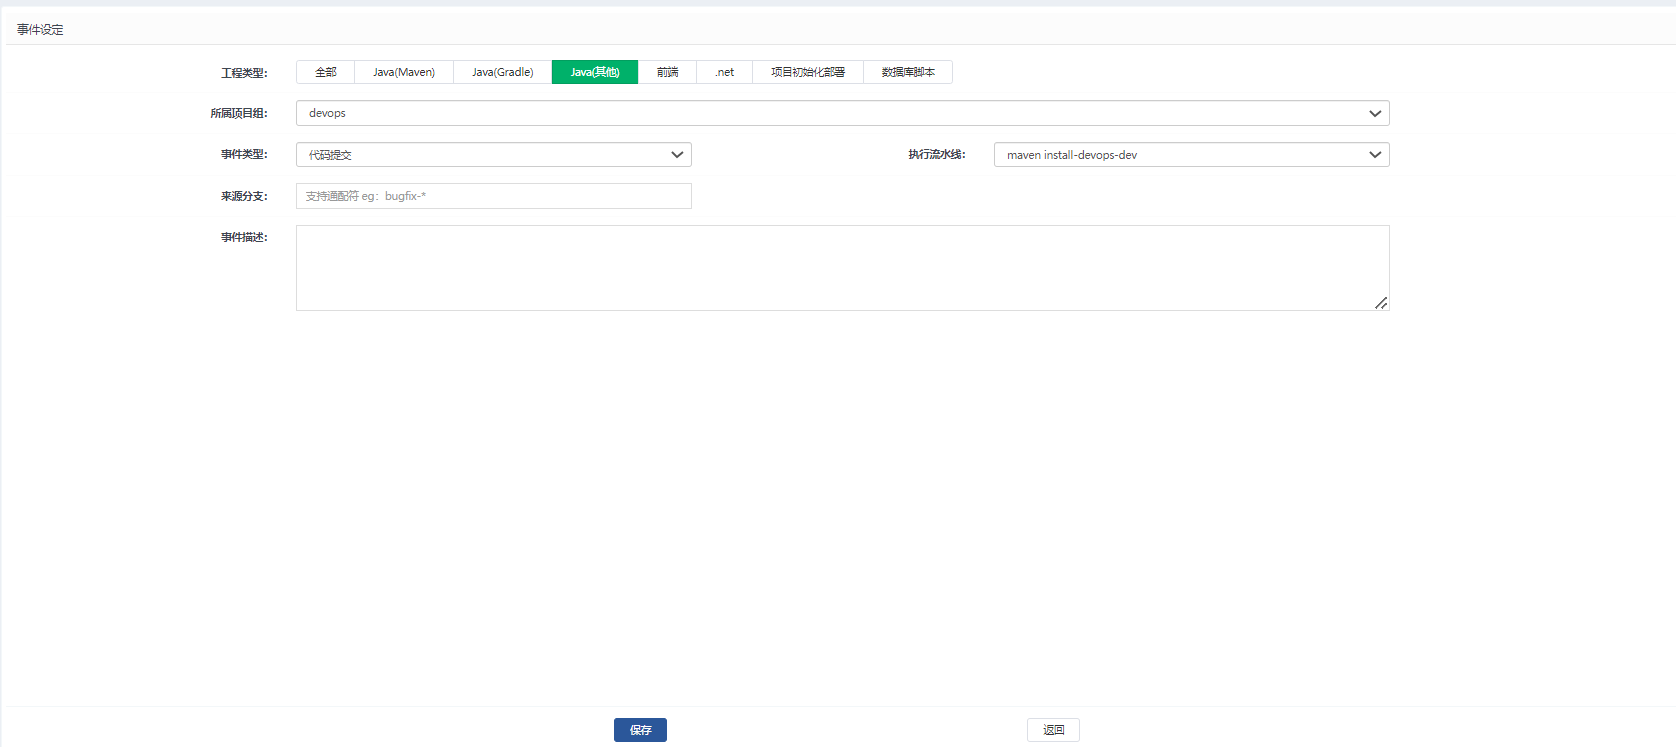 事件设定
工程类型： 全部 Java(Maven) Java(Gradle) Java(其他) 前端 .net 项目初始化部署 数据库脚本
所属项目组： devops
事件类型： 代码提交 执行流水线： maven install-devops-dev
来源分支： 支持通配符 eg：bugfix-*
事件描述：
保存 返回